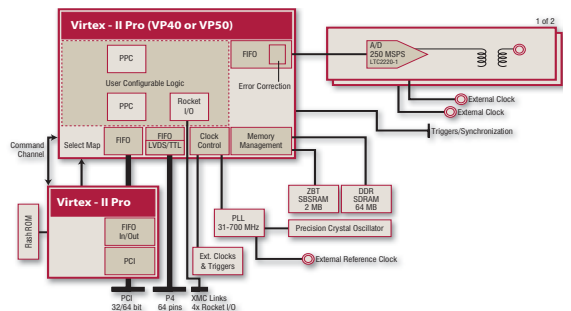 Virtex - II Pro (VP40 or VP50)
PPC
User Configurable Logic
PPC
Rocket
I/O
FIFO
Error Correction
1 of 2
A/D
250 MSPS
LTC2220-1
External Clock
External Clock
Triggers/Synchronization
Command
Channel
Select Map
FIFO
FIFO
LVDS/TTL
Clock
Control
Memory
Management
Virtex - II Pro
Rash ROM
FIFO
In/Out
PCI
ZBT
SBSRAM
2 MB
DDR
SDRAM
64 MB
PLL
31-700 MHz
Precision Crystal Oscillator
Ext. Clocks
& Triggers
External Reference Clock
PCI
32/64 bit
P4
64 pins
XMC Links
4x Rocket I/O